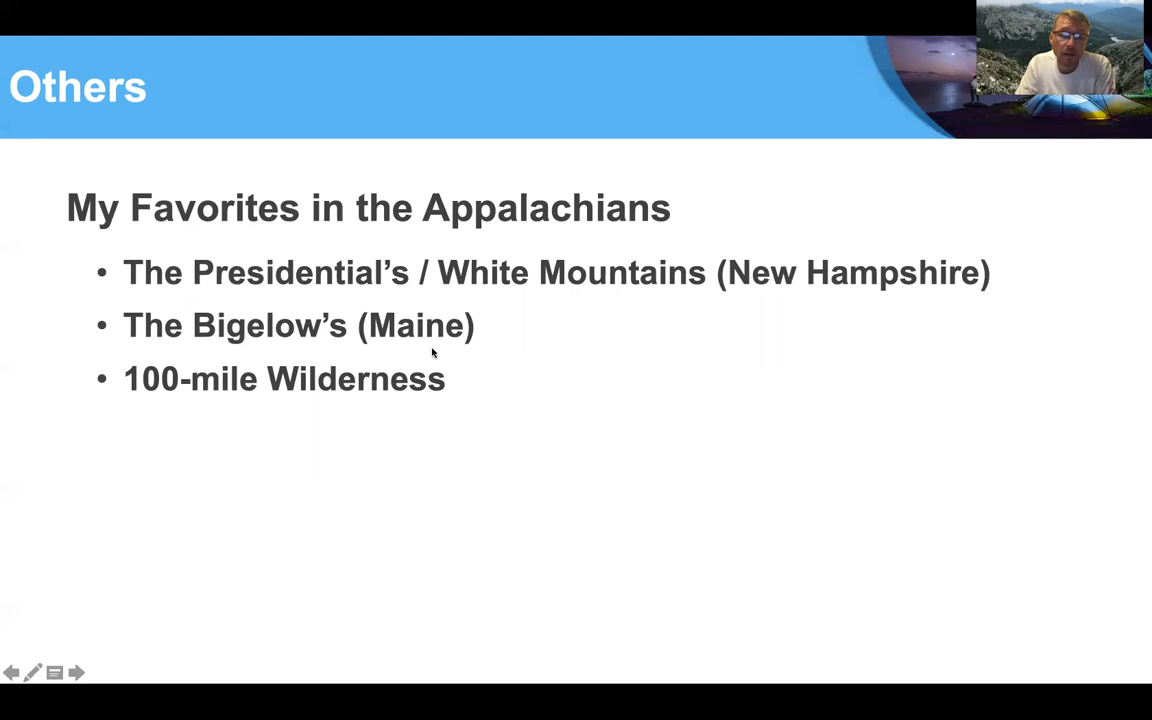 Others
My Favorites in the Appalachians
• The Presidential’s / White Mountains (New Hampshire)
• The Bigelow’s (Maine)
• 100-mile Wilderness